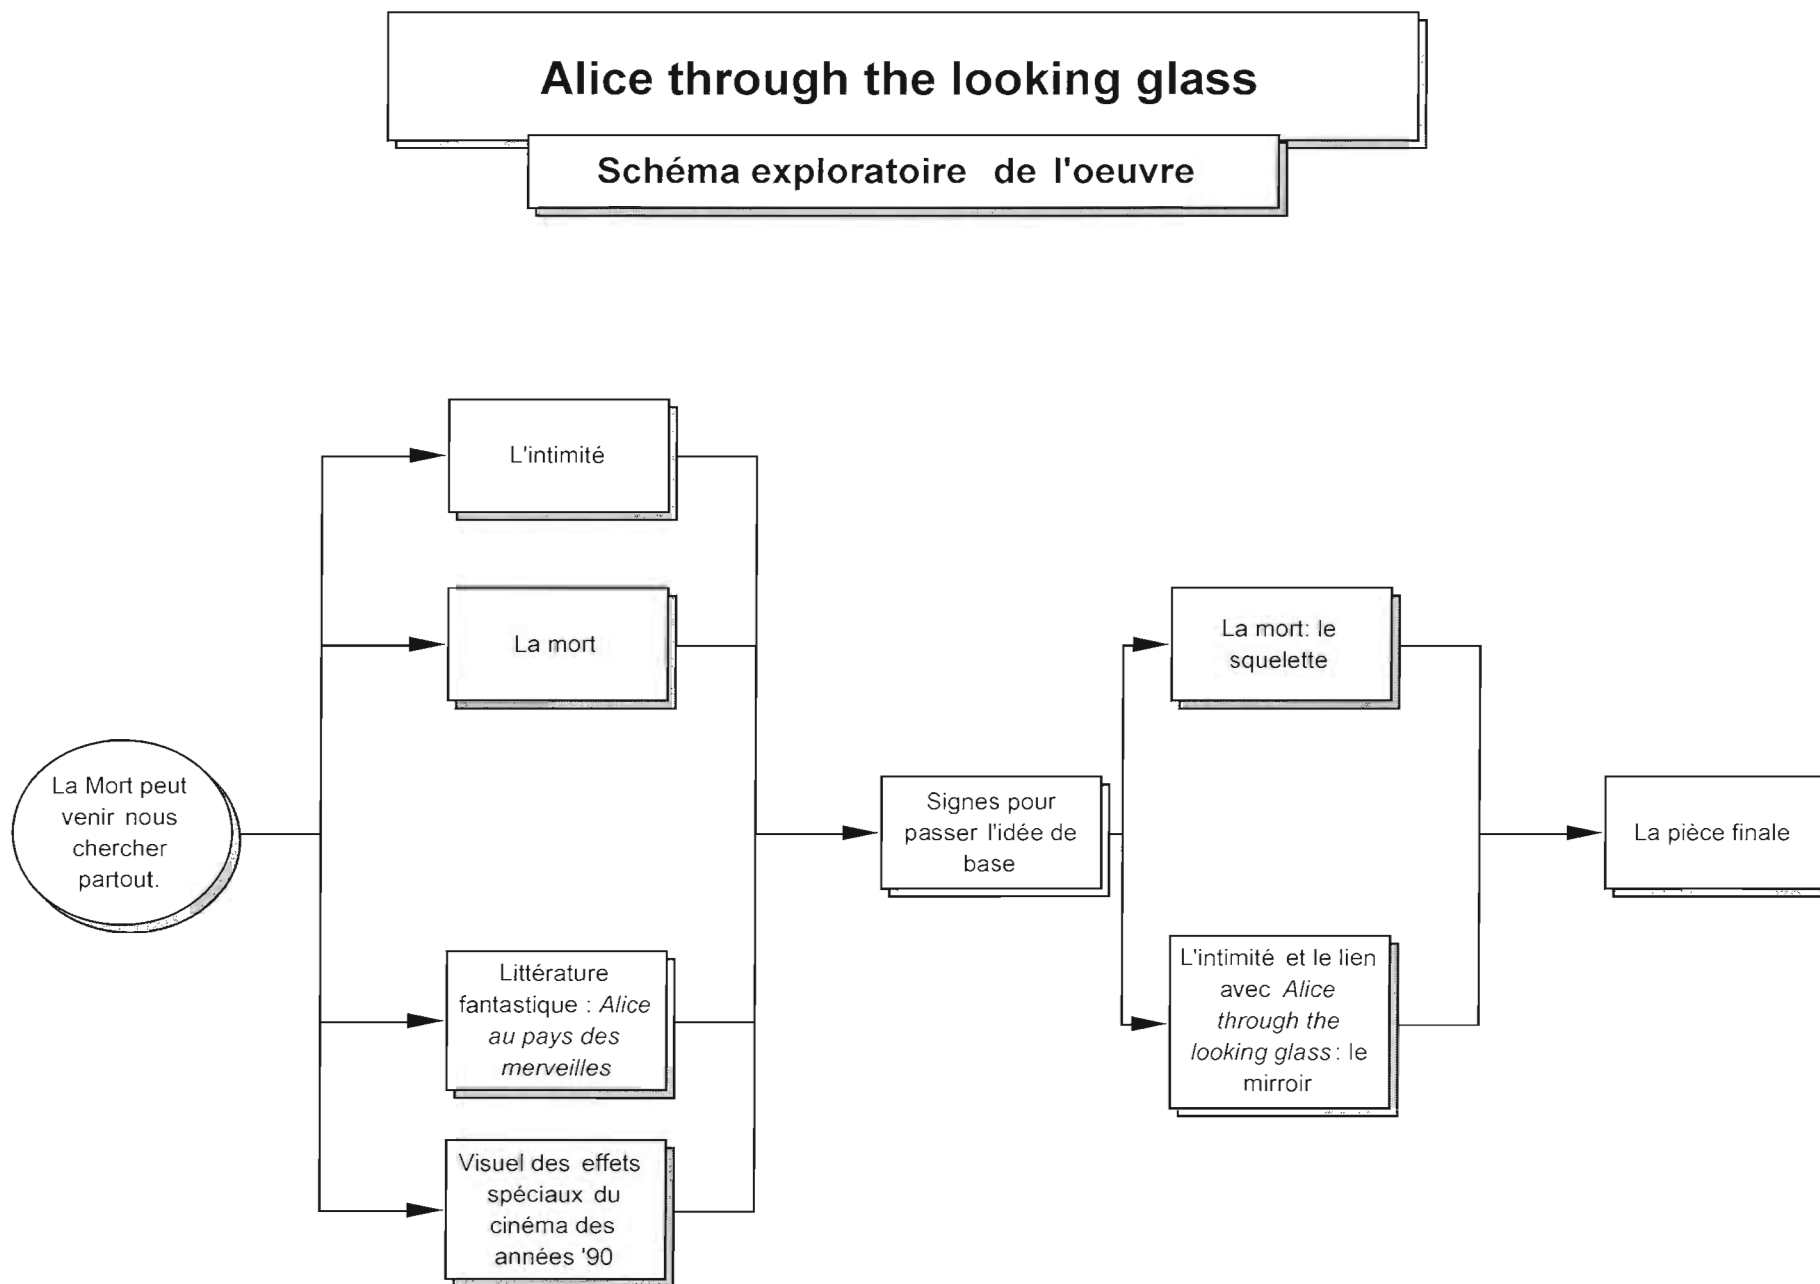 Alice through the looking glass
Schéma exploratoire de l'oeuvre
L'intimité
La mort
La mort: le
squelette
La Mort peut
venir nous
chercher
partout.
Signes pour
passer l'idée de
base
La pièce finale
Littérature
fantastique : Alice
au pays des
merveilles
L'intimité et le lien
avec Alice
through the
looking glass : le
mirroir
Visuel des effets
spéciaux du
cinéma des
années '90